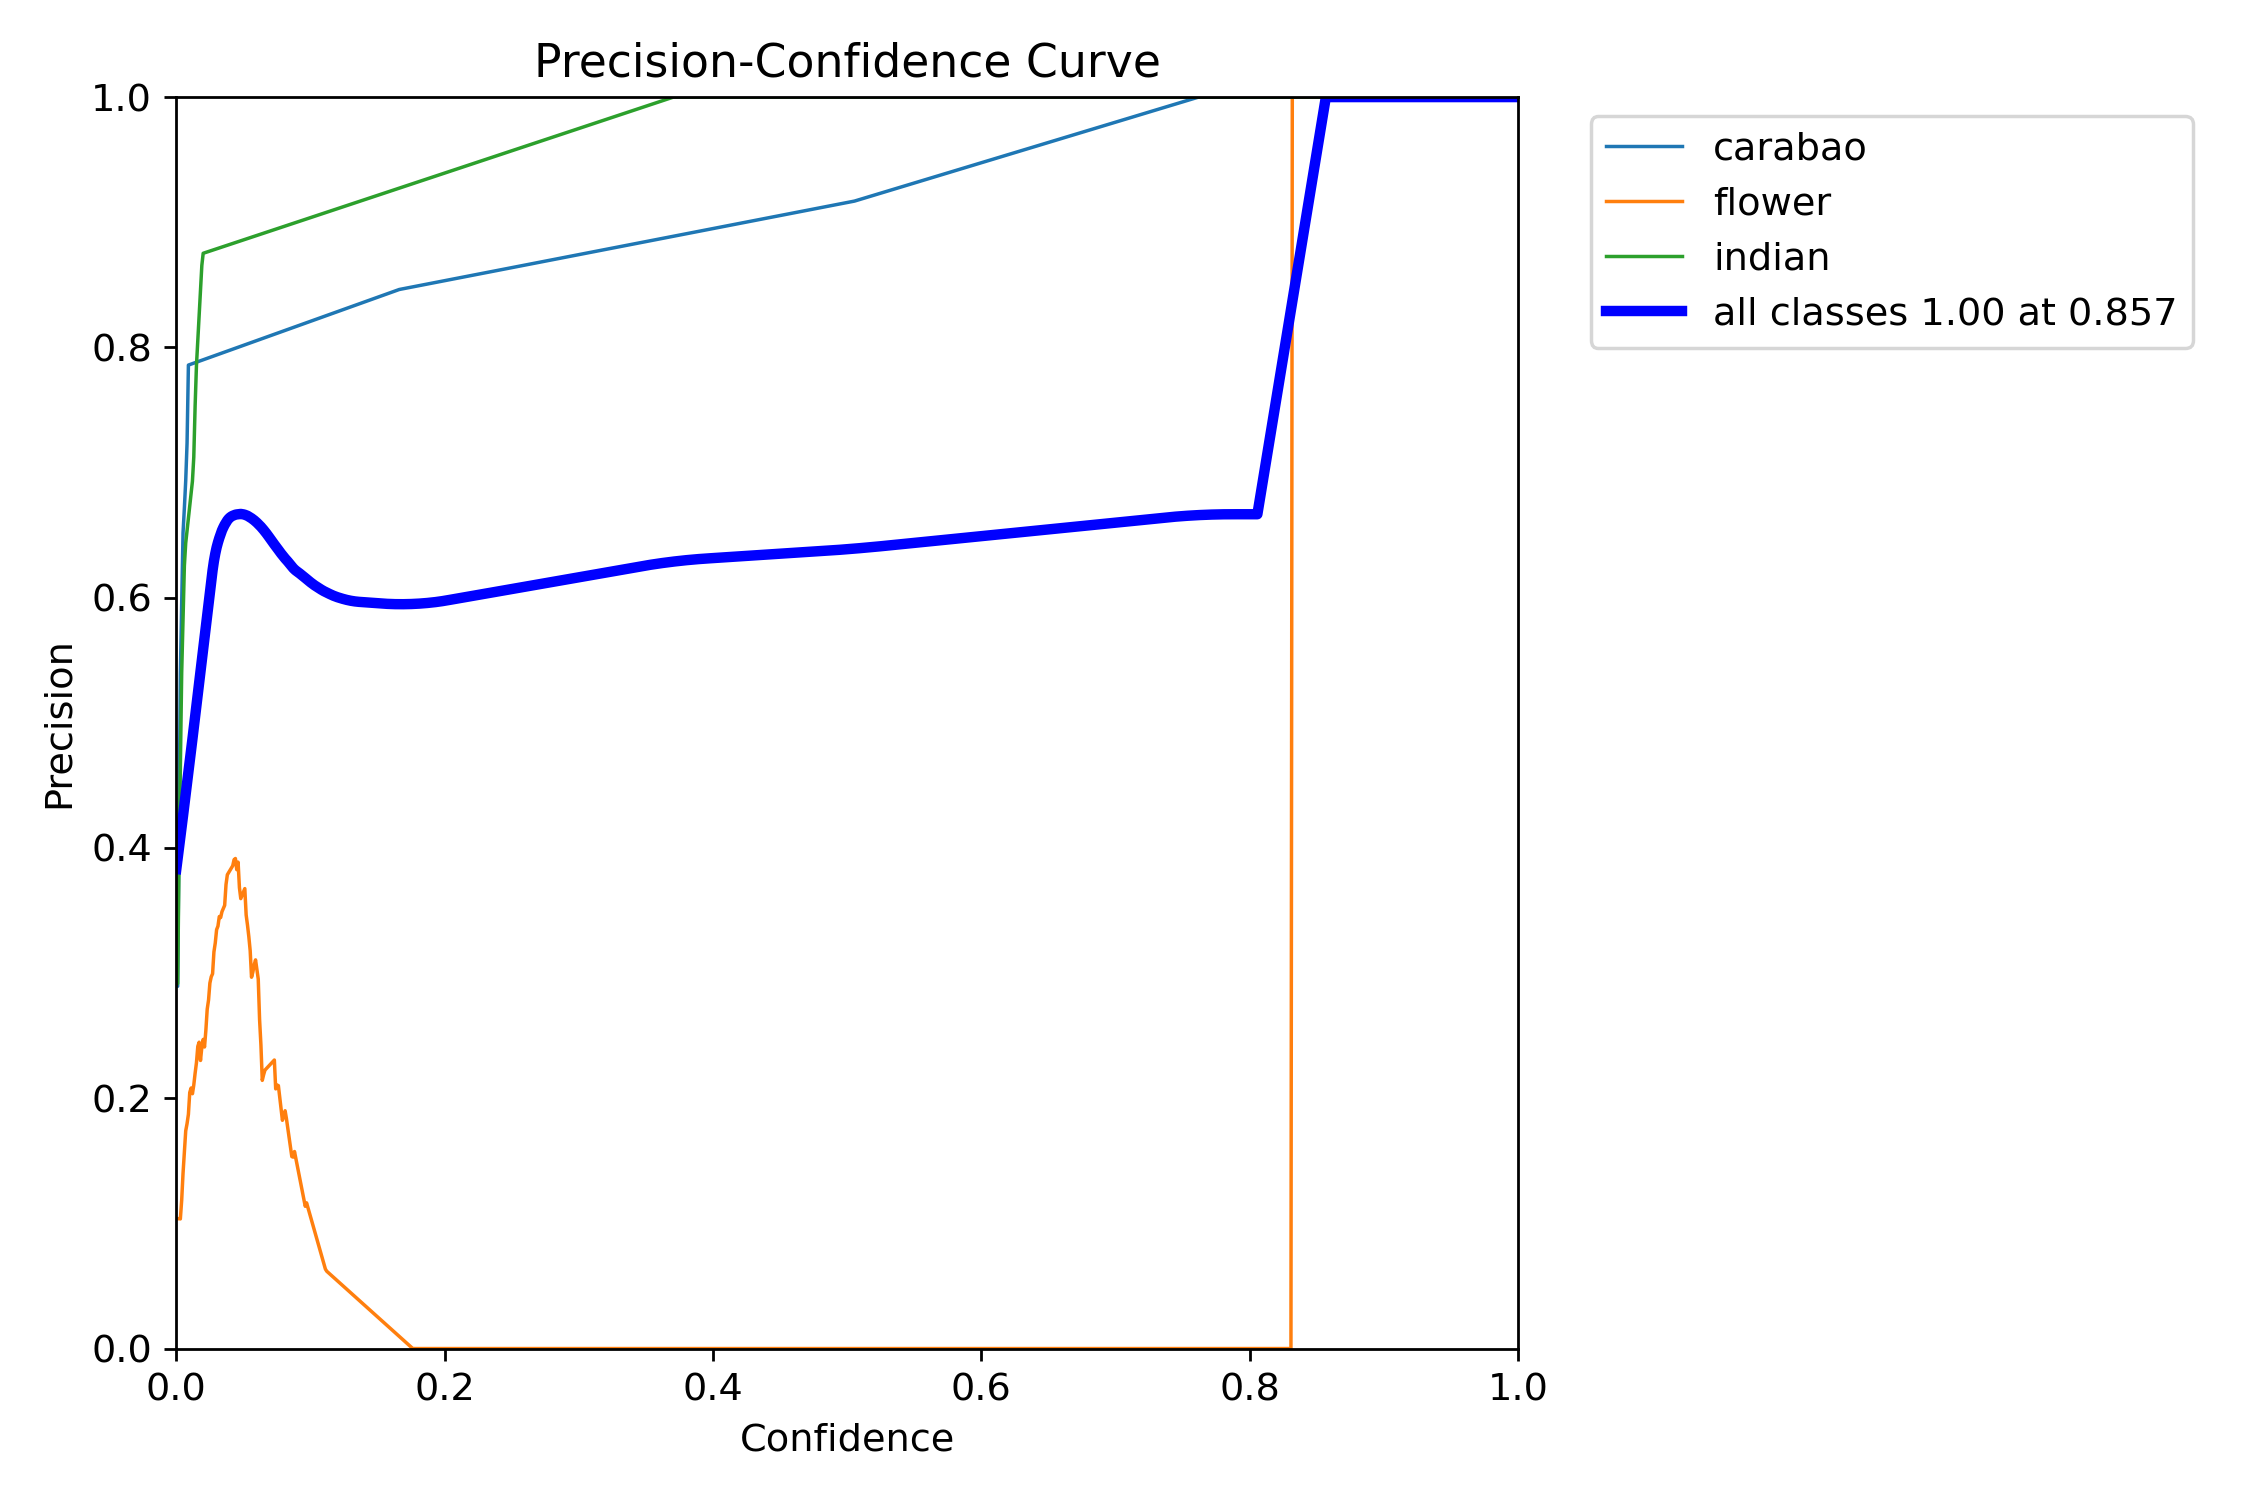 Precision-Confidence Curve
1.0
0.8
0.6
0.4
0.2
0.0
Precision
0.0 0.2 0.4 0.6 0.8 1.0
Confidence
carabao
flower
indian
all classes 1.00 at 0.857